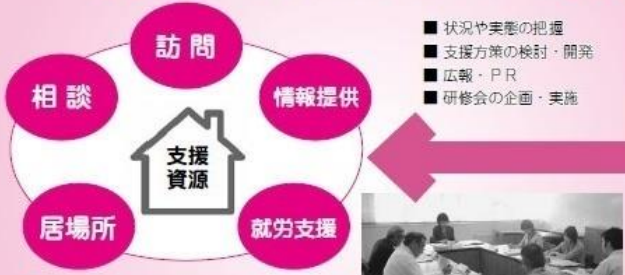 訪問
相談
情報提供
支援
資源
居場所
就労支援
■ 状況や実態の把握
■ 支援方策の検討・開発
■ 広報・ＰＲ
■ 研修会の企画・実施